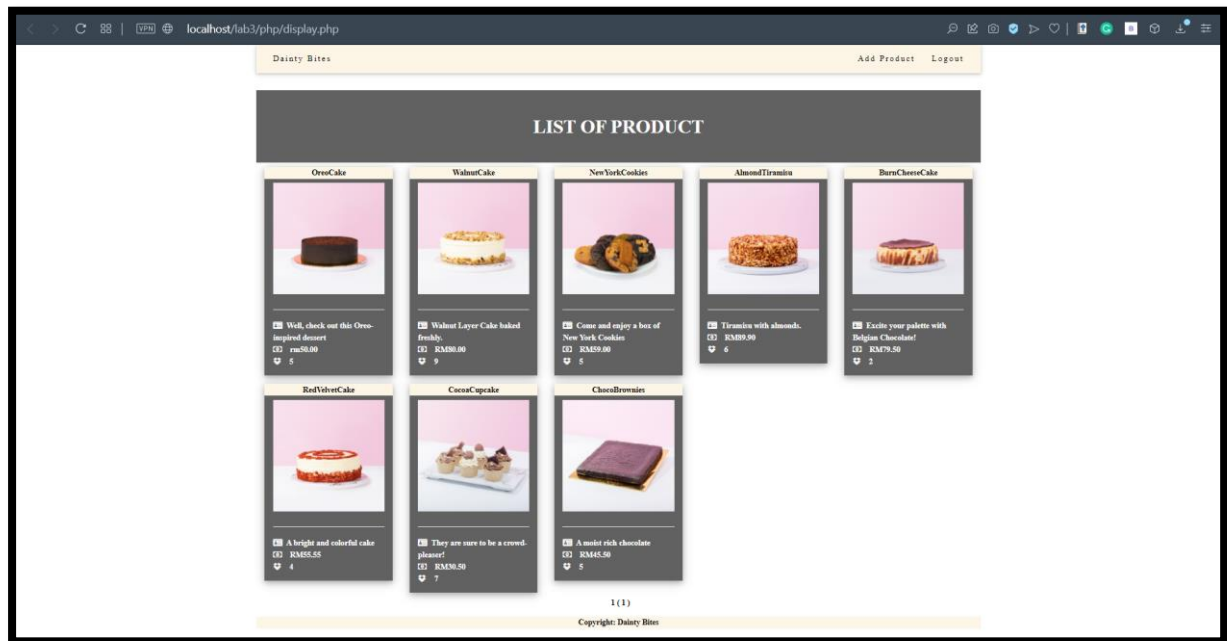 VPN localhost/lab3/php/display.php
Dainty Bites Add Product Logout
LIST OF PRODUCT
OreoCake
Well, check out this Oreo-
inspired dessert
rm50.00
5
WalnutCake
Walnut Layer Cake baked
freshly.
RM80.00
9
NewYorkCookies
Come and enjoy a box of
New York Cookies
RM59.00
5
AlmondTiramisu
Tiramisu with almonds.
RM89.90
6
BurnCheeseCake
Excite your palette with
Belgian Chocolate!
RM79.50
2
RedVelvetCake
A bright and colorful cake
RM55.55
4
CocoaCupcake
They are sure to be a crowd-
pleaser!
RM30.50
7
ChocoBrownies
A moist rich chocolate
RM45.50
5
1 ( 1 )
Copyright: Dainty Bites